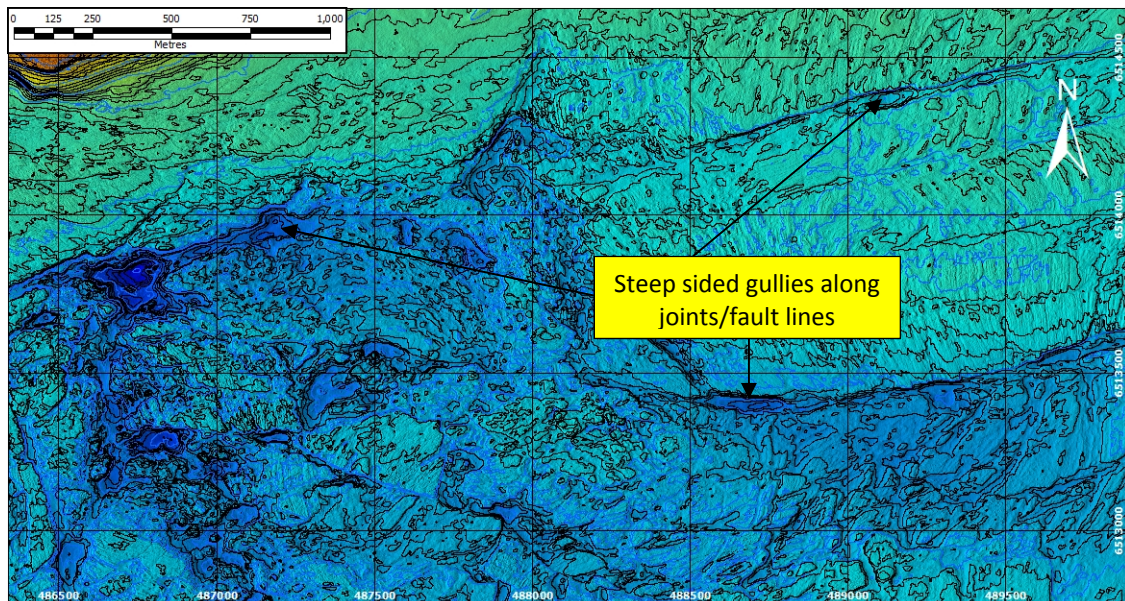 0 125 250 500 750 1,000
Metres
N
6514500
6514000
Steep sided gullies along
joints/fault lines
6513500
6513000
486500 487000 487500 488000 488500 489000 489500